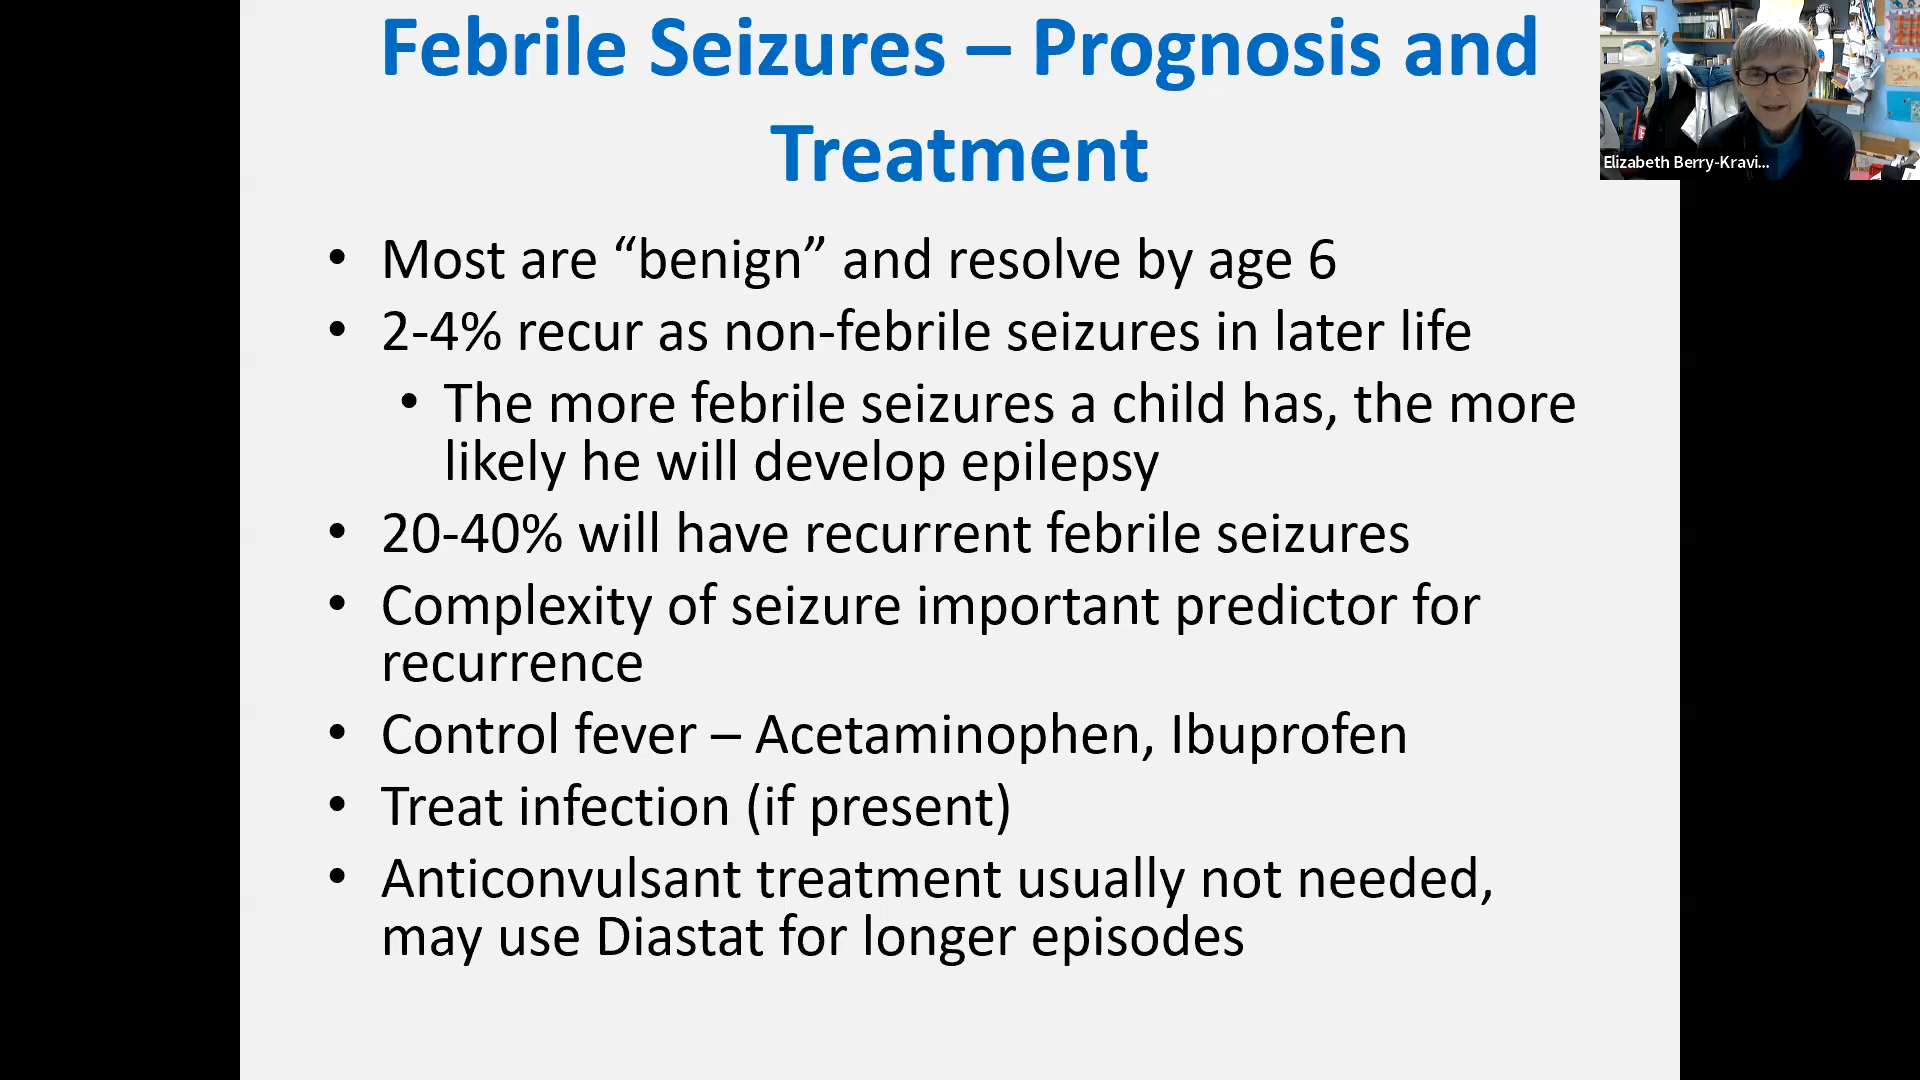 Febrile Seizures – Prognosis and
Treatment
Elizabeth Berry-Kravi...
• Most are “benign” and resolve by age 6
• 2-4% recur as non-febrile seizures in later life
• The more febrile seizures a child has, the more
likely he will develop epilepsy
• 20-40% will have recurrent febrile seizures
• Complexity of seizure important predictor for
recurrence
• Control fever – Acetaminophen, Ibuprofen
• Treat infection (if present)
• Anticonvulsant treatment usually not needed,
may use Diastat for longer episodes